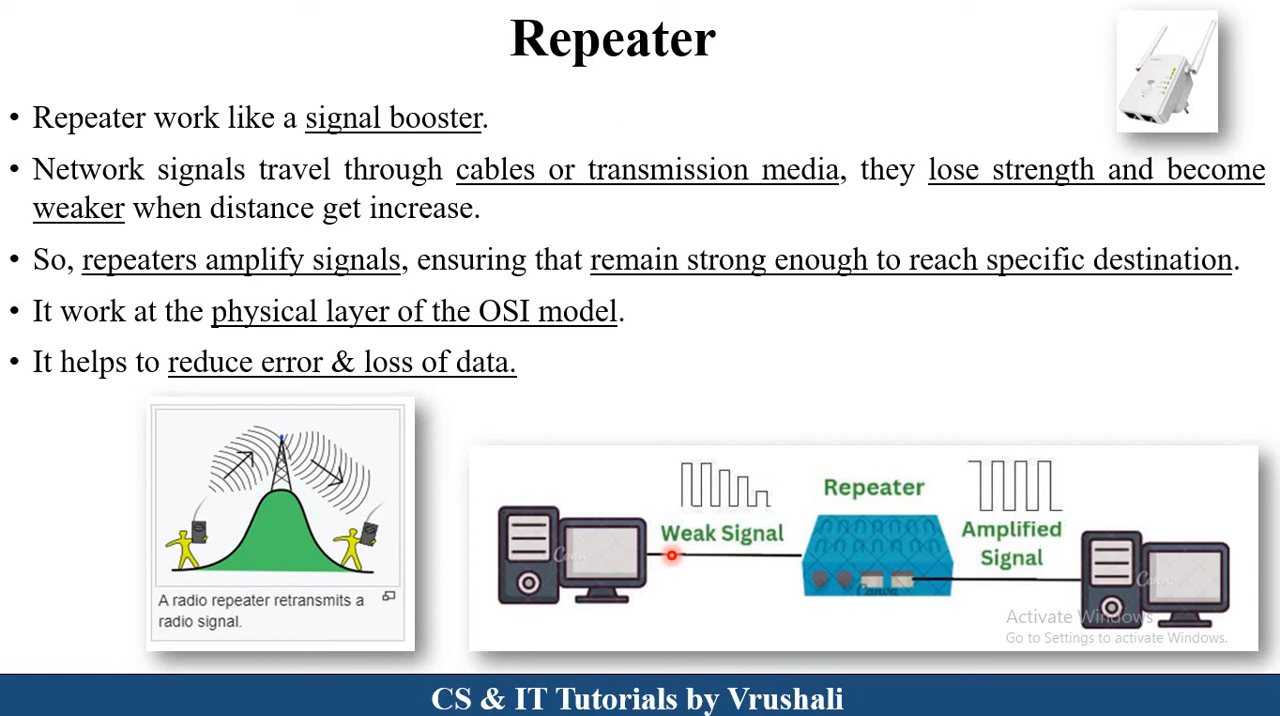 Repeater
• Repeater work like a signal booster.
• Network signals travel through cables or transmission media, they lose strength and become
weaker when distance get increase.
• So, repeaters amplify signals, ensuring that remain strong enough to reach specific destination.
• It work at the physical layer of the OSI model.
• It helps to reduce error & loss of data.
A radio repeater retransmits a
radio signal.
Weak Signal
Repeater
Amplified
Signal
Canva
Canva
Canva
Activate Windows
Go to Settings to activate Windows.
CS & IT Tutorials by Vrushali